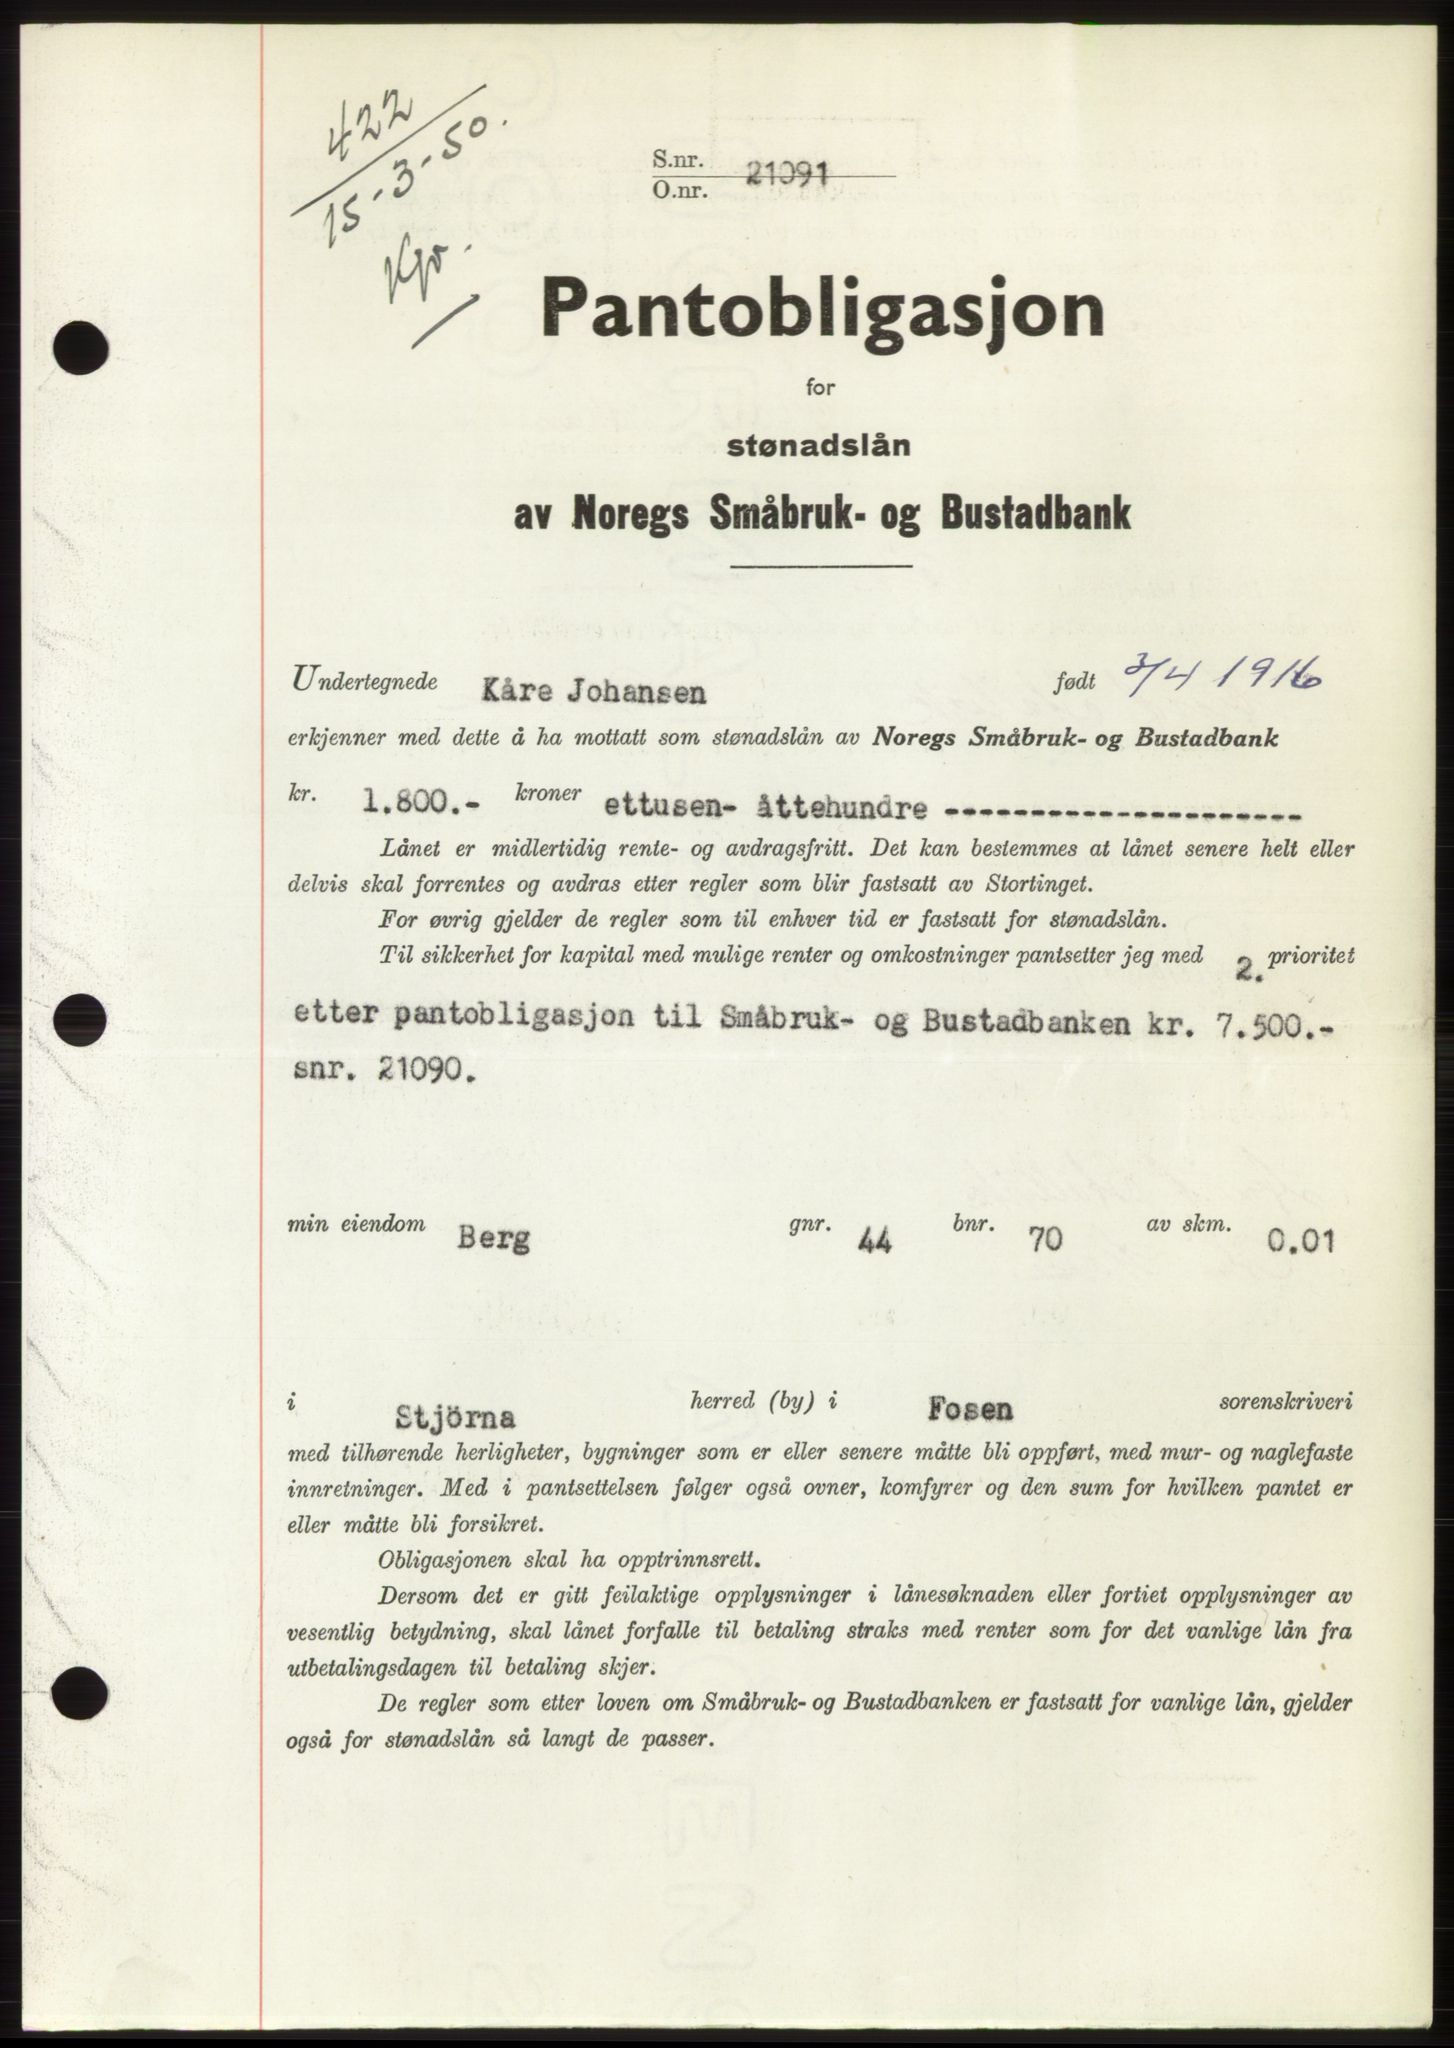 422
15-3-50.
S.nr.
O.nr. 21091
Pantobligasjon
for
stønadslån
av Noregs Småbruk- og Bustadbank
Undertegnede Kåre Johansen født 3/4 1916
erkjenner med dette å ha mottatt som stønadslån av Noregs Småbruk- og Bustadbank
kr. 1.800.- kroner ettusen- åttehundre ---------------------
Lånet er midlertidig rente- og avdragsfritt. Det kan bestemmes at lånet senere helt eller
delvis skal forrentes og avdras etter regler som blir fastsatt av Stortinget.
For øvrig gjelder de regler som til enhver tid er fastsatt for stønadslån.
Til sikkerhet for kapital med mulige renter og omkostninger pantsetter jeg med 2. prioritet
etter pantobligasjon til Småbruk- og Bustadbanken kr. 7.500.-
snr. 21090.
min eiendom Berg gnr. 44 bnr. 70 av skm. 0.01
i Stjörna herred (by) i Fosen sorenskriveri
med tilhørende herligheter, bygninger som er eller senere måtte bli oppført, med mur- og naglefaste
innretninger. Med i pantsettelsen følger også ovner, komfyrer og den sum for hvilken pantet er
eller måtte bli forsikret.
Obligasjonen skal ha opptrinnsrett.
Dersom det er gitt feilaktige opplysninger i lånesøknaden eller fortiet opplysninger av
vesentlig betydning, skal lånet forfalle til betaling straks med renter som for det vanlige lån fra
utbetalingsdagen til betaling skjer.
De regler som etter loven om Småbruk- og Bustadbanken er fastsatt for vanlige lån, gjelder
også for stønadslån så langt de passer.